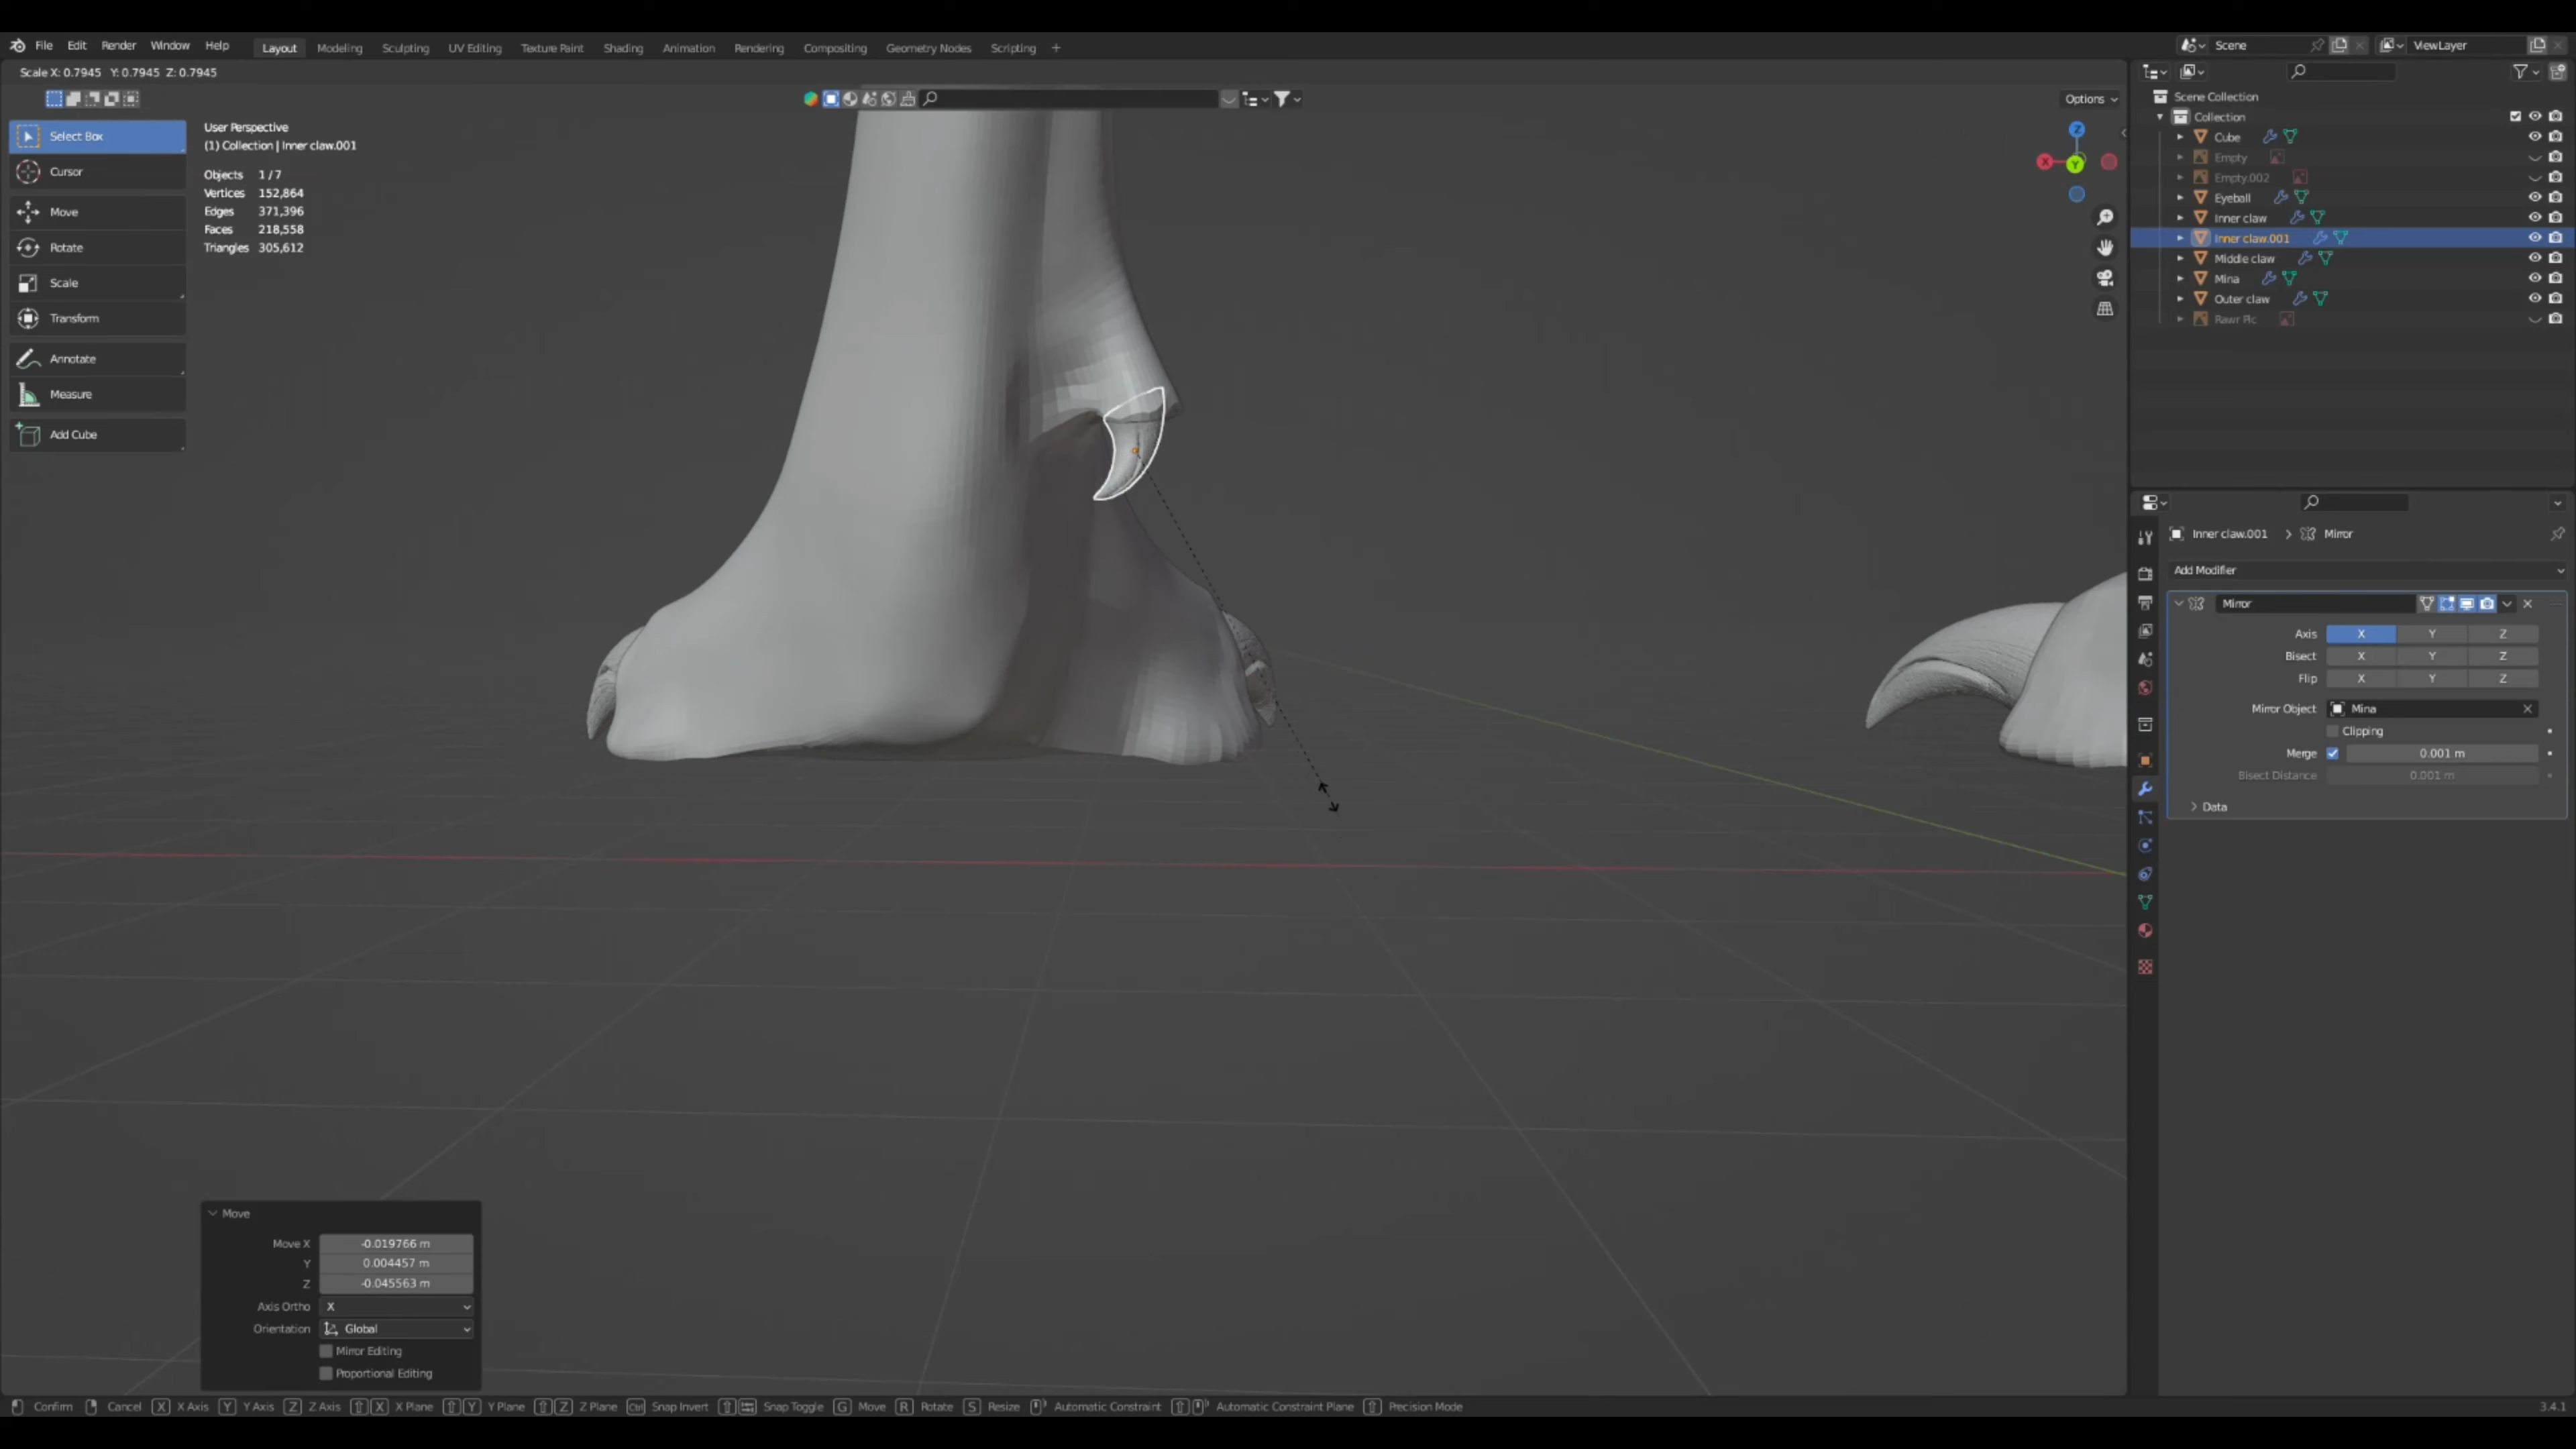 File Edit Render Window Help Layout Modeling Sculpting UV Editing Texture Paint Shading Animation Rendering Compositing Geometry Nodes Scripting + Scene ViewLayer
Scale X: 0.7945 Y: 0.7945 Z: 0.7945
Options
Select Box
Cursor
Move
Rotate
Scale
Transform
Annotate
Measure
Add Cube
User Perspective
(1) Collection | Inner claw.001
Objects 1/7
Vertices 152,864
Edges 371,396
Faces 218,558
Triangles 305,612
Z
X
Y
Scene Collection
Collection
Cube
Empty
Empty.002
Eyeball
Inner claw
Inner claw.001
Middle claw
Mina
Outer claw
Rawr Pic
Inner claw.001 > Mirror
Add Modifier
Mirror
Axis X Y Z
Bisect X Y Z
Flip X Y Z
Mirror Object Mina
Clipping
Merge 0.001 m
Bisect Distance 0.001 m
Data
Move
Move X -0.019766 m
Y 0.004457 m
Z -0.045563 m
Axis Ortho X
Orientation Global
Mirror Editing
Proportional Editing
Confirm Cancel X X Axis Y Y Axis Z Z Axis X X Plane Y Y Plane Z Z Plane Ctrl Snap Invert Snap Toggle G Move R Rotate S Resize Automatic Constraint Automatic Constraint Plane Precision Mode 3.4.1